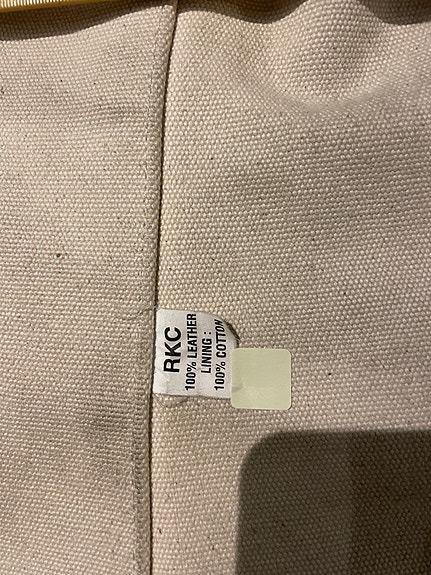 RKC
100% LEATHER
LINING :
100% COTTON